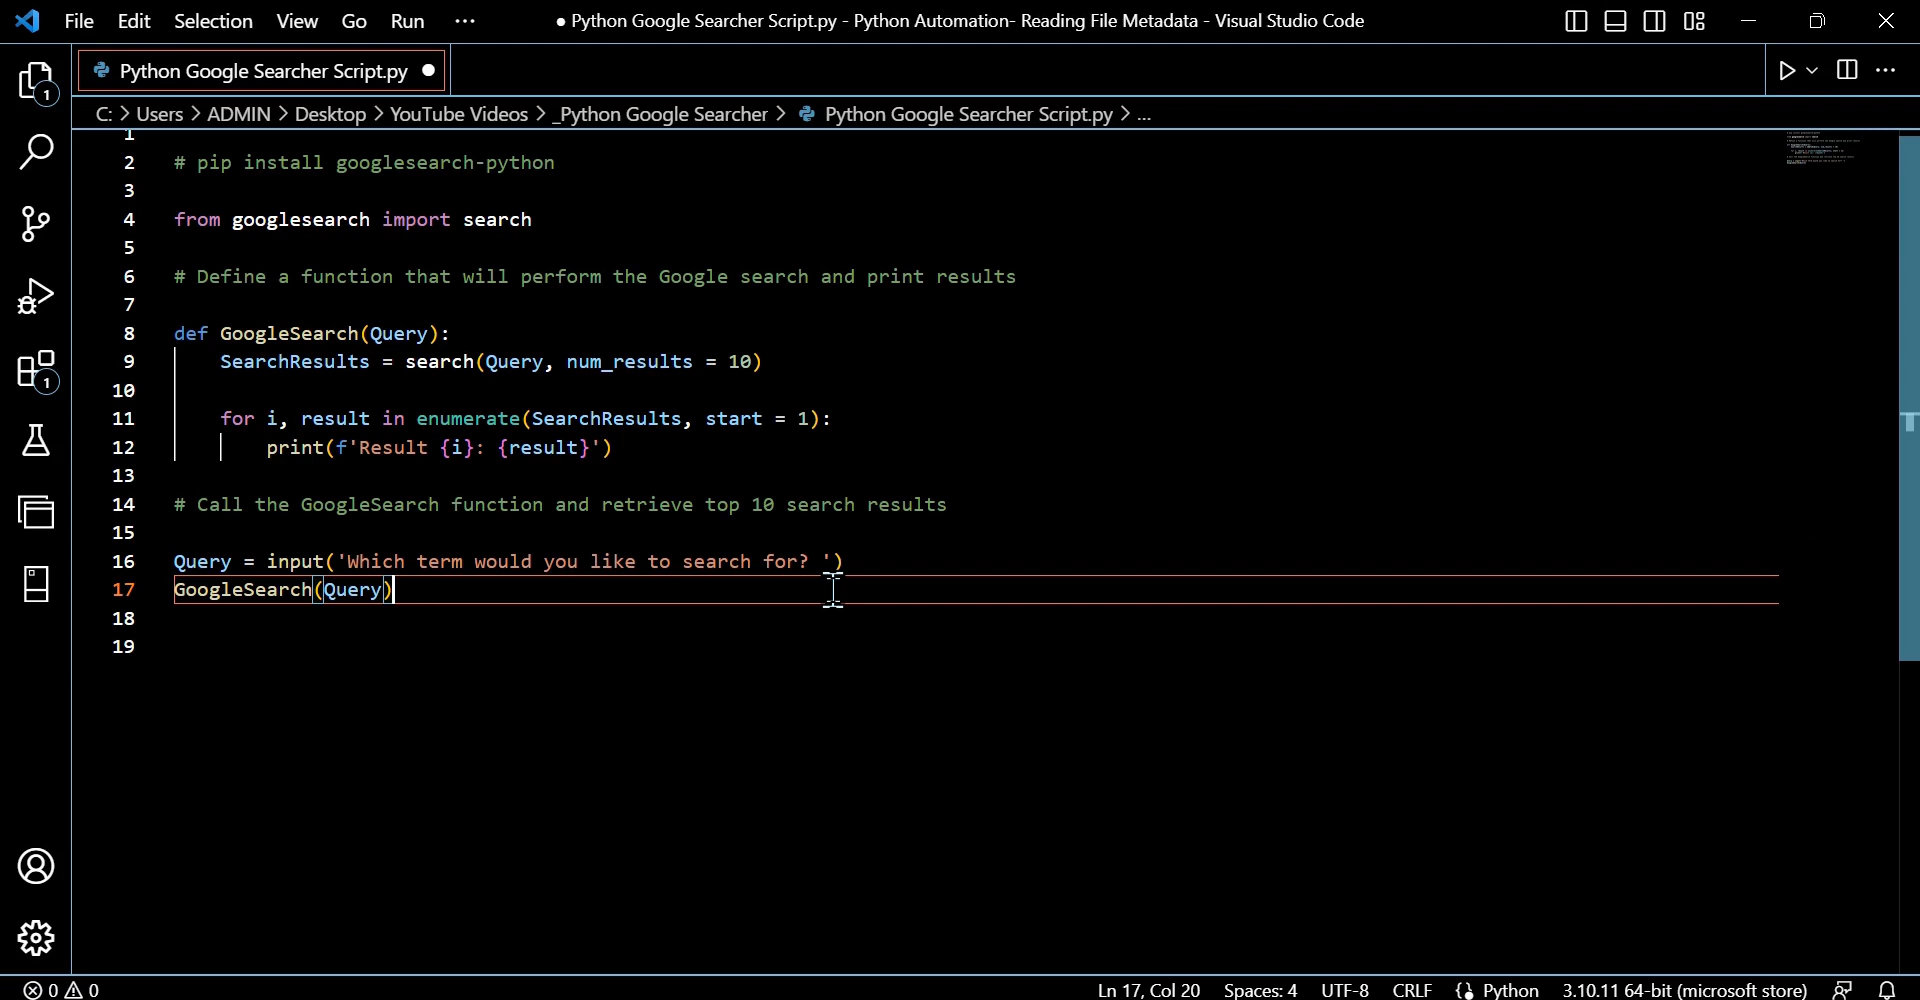 File Edit Selection View Go Run ··· ● Python Google Searcher Script.py - Python Automation- Reading File Metadata - Visual Studio Code
1
Python Google Searcher Script.py ●
C: > Users > ADMIN > Desktop > YouTube Videos > _Python Google Searcher > Python Google Searcher Script.py > ...
1
2 # pip install googlesearch-python
3
4 from googlesearch import search
5
6 # Define a function that will perform the Google search and print results
7
8 def GoogleSearch(Query):
9 SearchResults = search(Query, num_results = 10)
10
11 for i, result in enumerate(SearchResults, start = 1):
12 print(f'Result {i}: {result}')
13
14 # Call the GoogleSearch function and retrieve top 10 search results
15
16 Query = input('Which term would you like to search for? ')
17 GoogleSearch(Query)
18
19
1
0 0 Ln 17, Col 20 Spaces: 4 UTF-8 CRLF {} Python 3.10.11 64-bit (microsoft store)